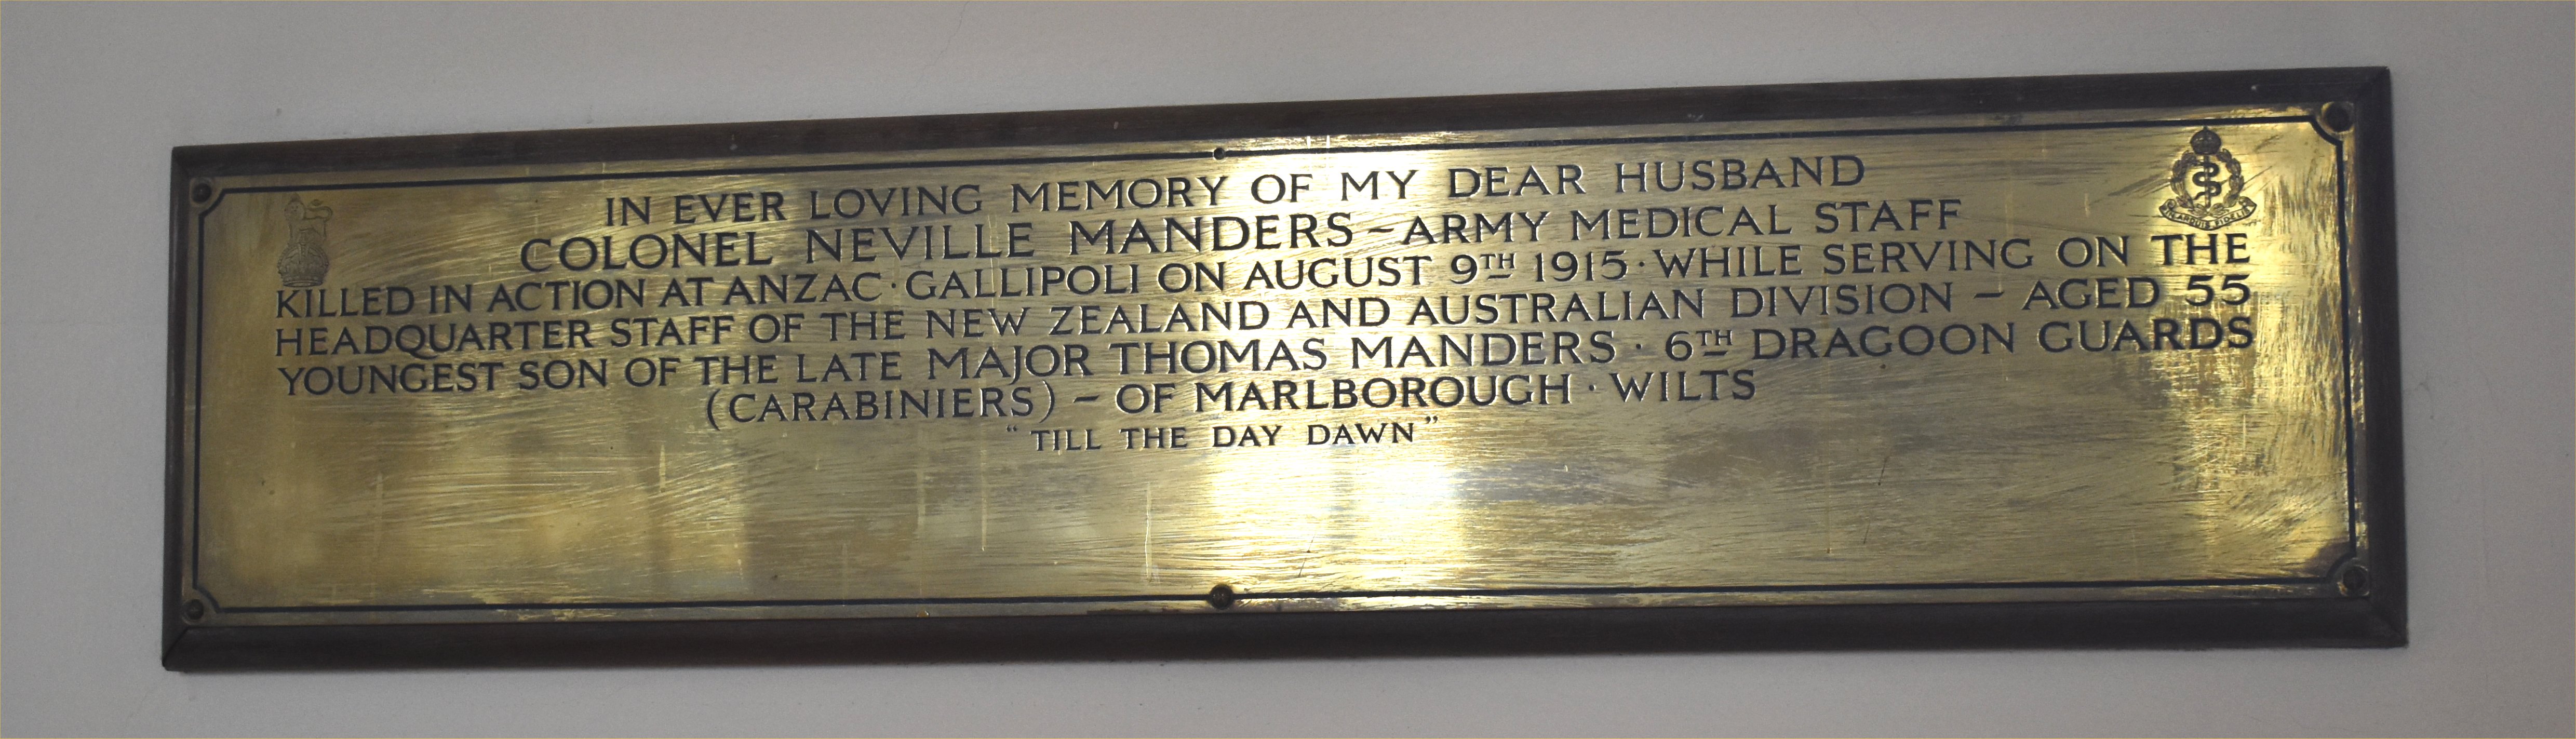 IN EVER LOVING MEMORY OF MY DEAR HUSBAND
COLONEL NEVILLE MANDERS – ARMY MEDICAL STAFF
KILLED IN ACTION AT ANZAC · GALLIPOLI ON AUGUST 9TH 1915 · WHILE SERVING ON THE
HEADQUARTER STAFF OF THE NEW ZEALAND AND AUSTRALIAN DIVISION – AGED 55
YOUNGEST SON OF THE LATE MAJOR THOMAS MANDERS · 6TH DRAGOON GUARDS
(CARABINIERS) – OF MARLBOROUGH · WILTS
“TILL THE DAY DAWN”